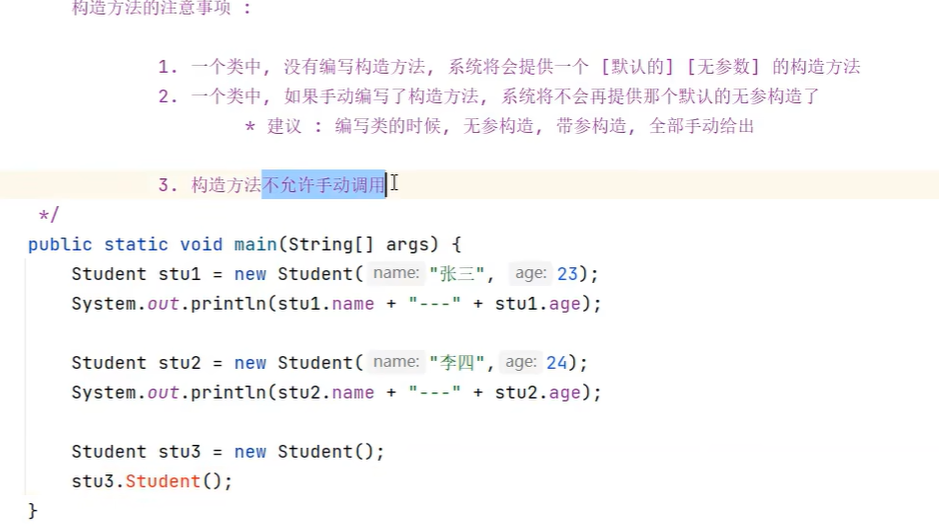 构造方法的注意事项 :
1. 一个类中, 没有编写构造方法, 系统将会提供一个 [默认的] [无参数] 的构造方法
2. 一个类中, 如果手动编写了构造方法, 系统将不会再提供那个默认的无参构造了
* 建议 : 编写类的时候, 无参构造, 带参构造, 全部手动给出
3. 构造方法不允许手动调用
*/
public static void main(String[] args) {
Student stu1 = new Student( name: "张三", age: 23);
System.out.println(stu1.name + "---" + stu1.age);
Student stu2 = new Student( name: "李四", age: 24);
System.out.println(stu2.name + "---" + stu2.age);
Student stu3 = new Student();
stu3.Student();
}